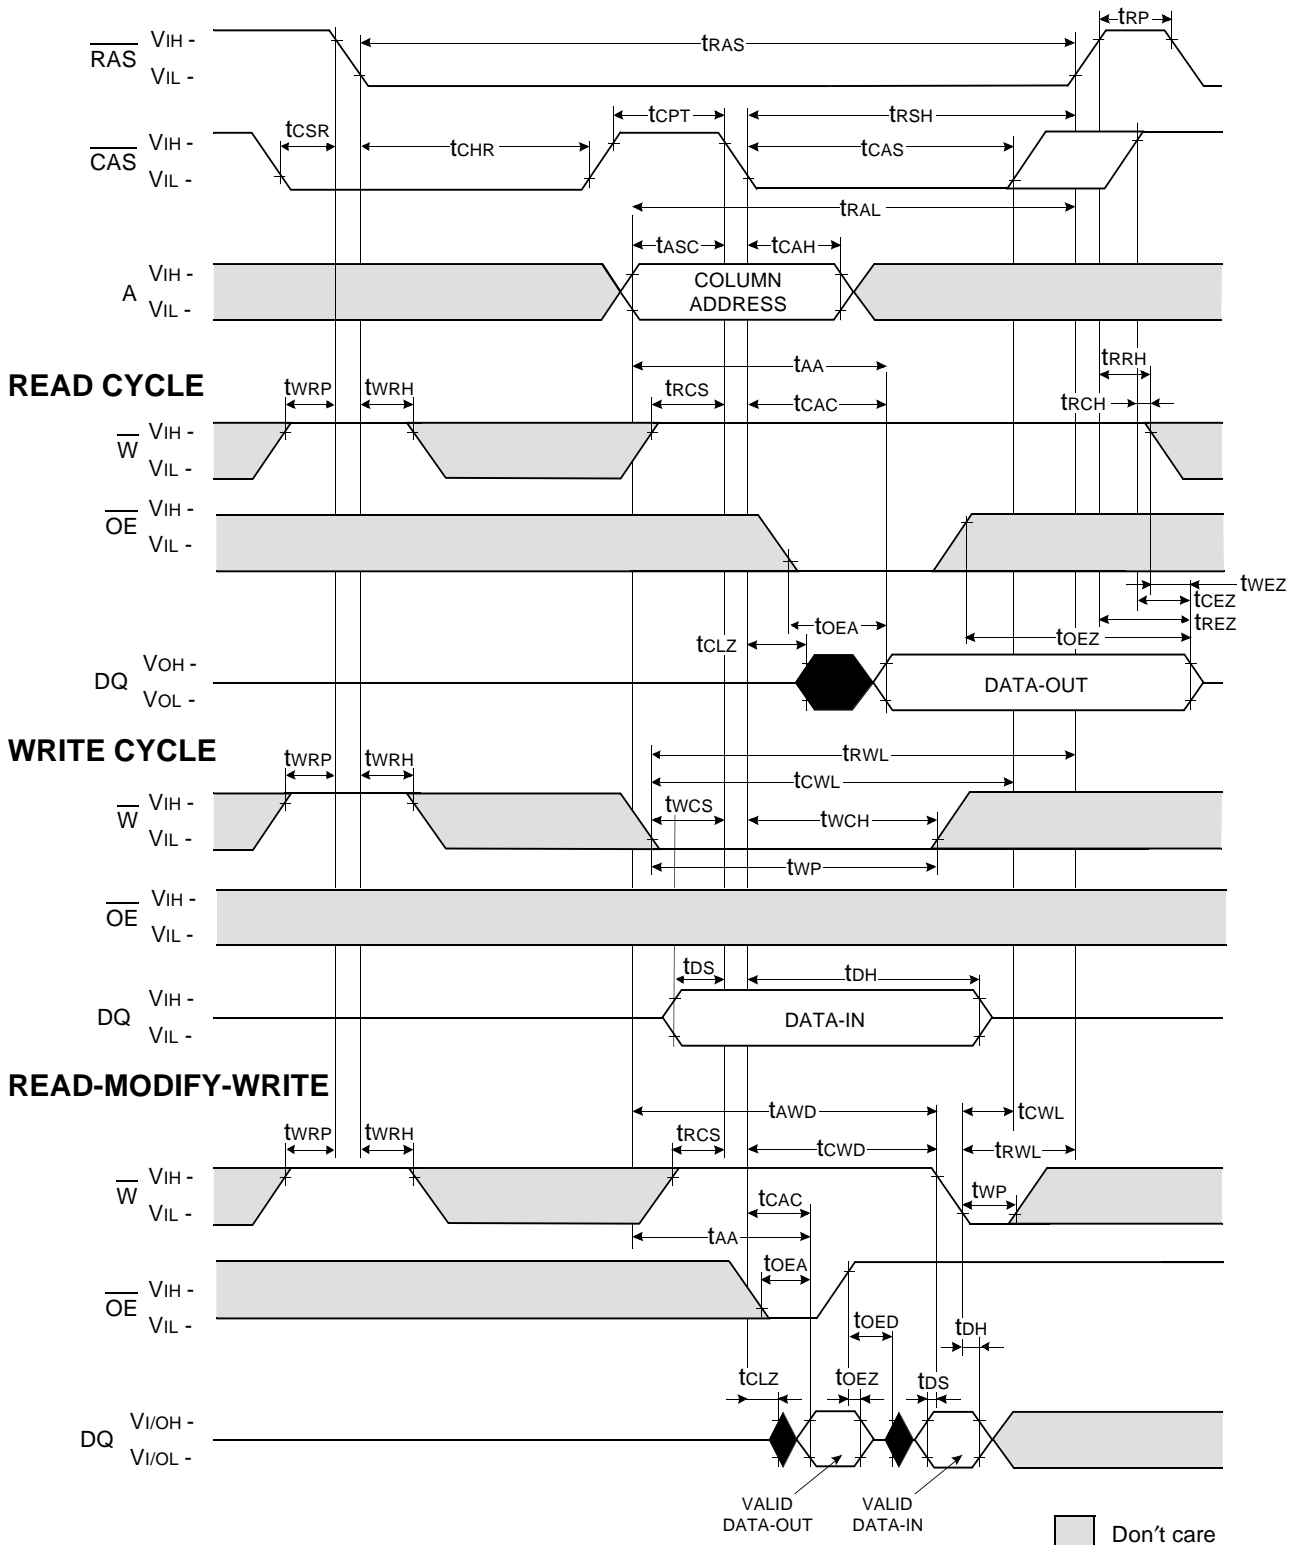 tRP
RAS VIH -
VIL -
tRAS
tCSR
tCPT
tRSH
CAS VIH -
VIL -
tCHR
tCAS
tRAL
tASC
tCAH
A VIH -
VIL -
COLUMN
ADDRESS
READ CYCLE
tAA
tRRH
tWRP
tWRH
tRCS
tCAC
tRCH
W VIH -
VIL -
OE VIH -
VIL -
tWEZ
tCEZ
tREZ
tOEA
tOEZ
tCLZ
DQ VOH -
VOL -
DATA-OUT
WRITE CYCLE
tRWL
tWRP
tWRH
tCWL
W VIH -
VIL -
tWCS
tWCH
tWP
OE VIH -
VIL -
tDS
tDH
DQ VIH -
VIL -
DATA-IN
READ-MODIFY-WRITE
tAWD
tCWL
tWRP
tWRH
tRCS
tCWD
tRWL
W VIH -
VIL -
tCAC
tWP
tAA
tOEA
OE VIH -
VIL -
tOED
tDH
tCLZ
tOEZ
tDS
DQ VI/OH -
VI/OL -
VALID
DATA-OUT
VALID
DATA-IN
Don't care